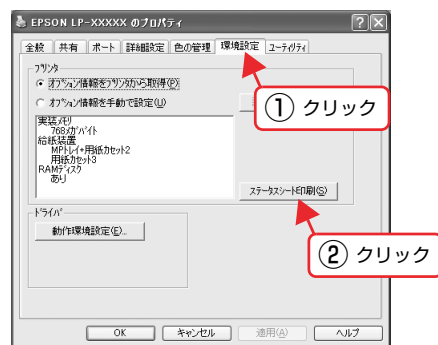 EPSON LP-XXXXX のプロパティ
全般 共有 ポート 詳細設定 色の管理 環境設定 ユーティリティ
プリンタ
オプション情報をプリンタから取得(P)
オプション情報を手動で設定(U)
① クリック
実装メモリ
768メガバイト
給紙装置
MPトレイ+用紙カセット2
用紙カセット3
RAMディスク
あり
ステータスシート印刷(S)
ドライバ
動作環境設定(E)...
② クリック
OK キャンセル 適用(A) ヘルプ